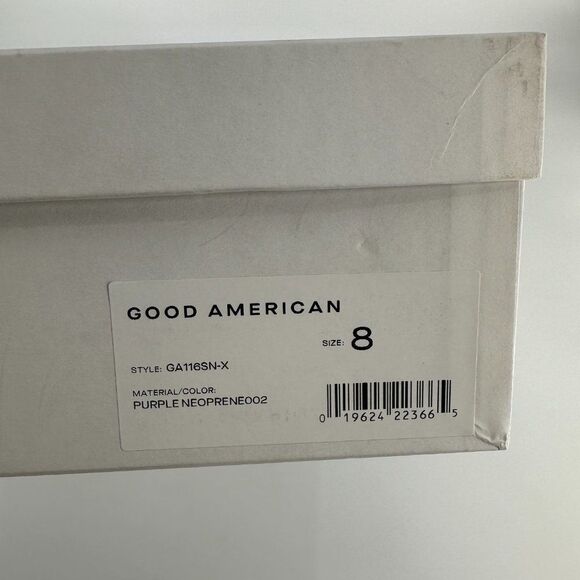 GOOD AMERICAN
SIZE: 8
STYLE: GA116SN-X
MATERIAL/COLOR:
PURPLE NEOPRENE002
0 19624 22366 5